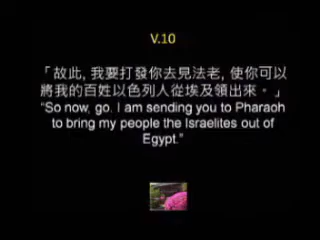 V.10
「故此, 我要打發你去見法老, 使你可以
將我的百姓以色列人從埃及領出來。」
“So now, go. I am sending you to Pharaoh
to bring my people the Israelites out of
Egypt.”